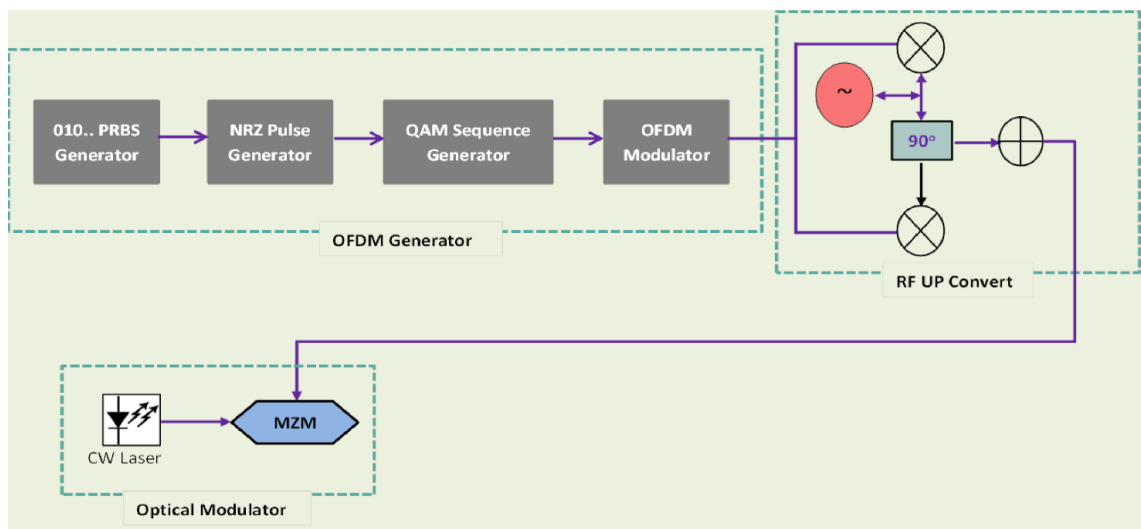 010.. PRBS
Generator
NRZ Pulse
Generator
QAM Sequence
Generator
OFDM
Modulator
~
90°
OFDM Generator
RF UP Convert
MZM
CW Laser
Optical Modulator